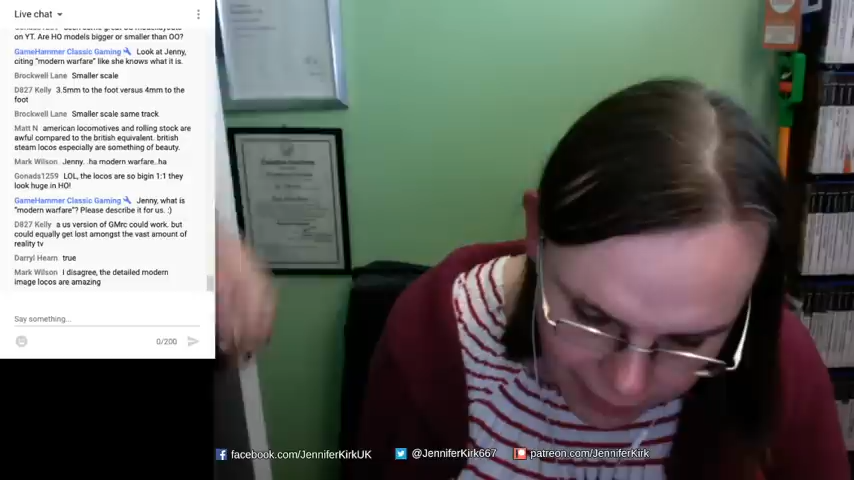 Live chat
on YT. Are HO models bigger or smaller than OO?
GameHammer Classic Gaming Look at Jenny,
citing "modern warfare" like she knows what it is.
Brockwell Lane Smaller scale
D827 Kelly 3.5mm to the foot versus 4mm to the
foot
Brockwell Lane Smaller scale same track
Matt N american locomotives and rolling stock are
awful compared to the british equivalent. british
steam locos especially are something of beauty.
Mark Wilson Jenny. .ha modern warfare..ha
Gonads1259 LOL, the locos are so bigin 1:1 they
look huge in HO!
GameHammer Classic Gaming Jenny, what is
"modern warfare"? Please describe it for us. :)
D827 Kelly a us version of GMrc could work. but
could equally get lost amongst the vast amount of
reality tv
Darryl Hearn true
Mark Wilson I disagree, the detailed modern
image locos are amazing
Say something...
0/200
facebook.com/JenniferKirkUK
@JenniferKirk667
patreon.com/JenniferKirk